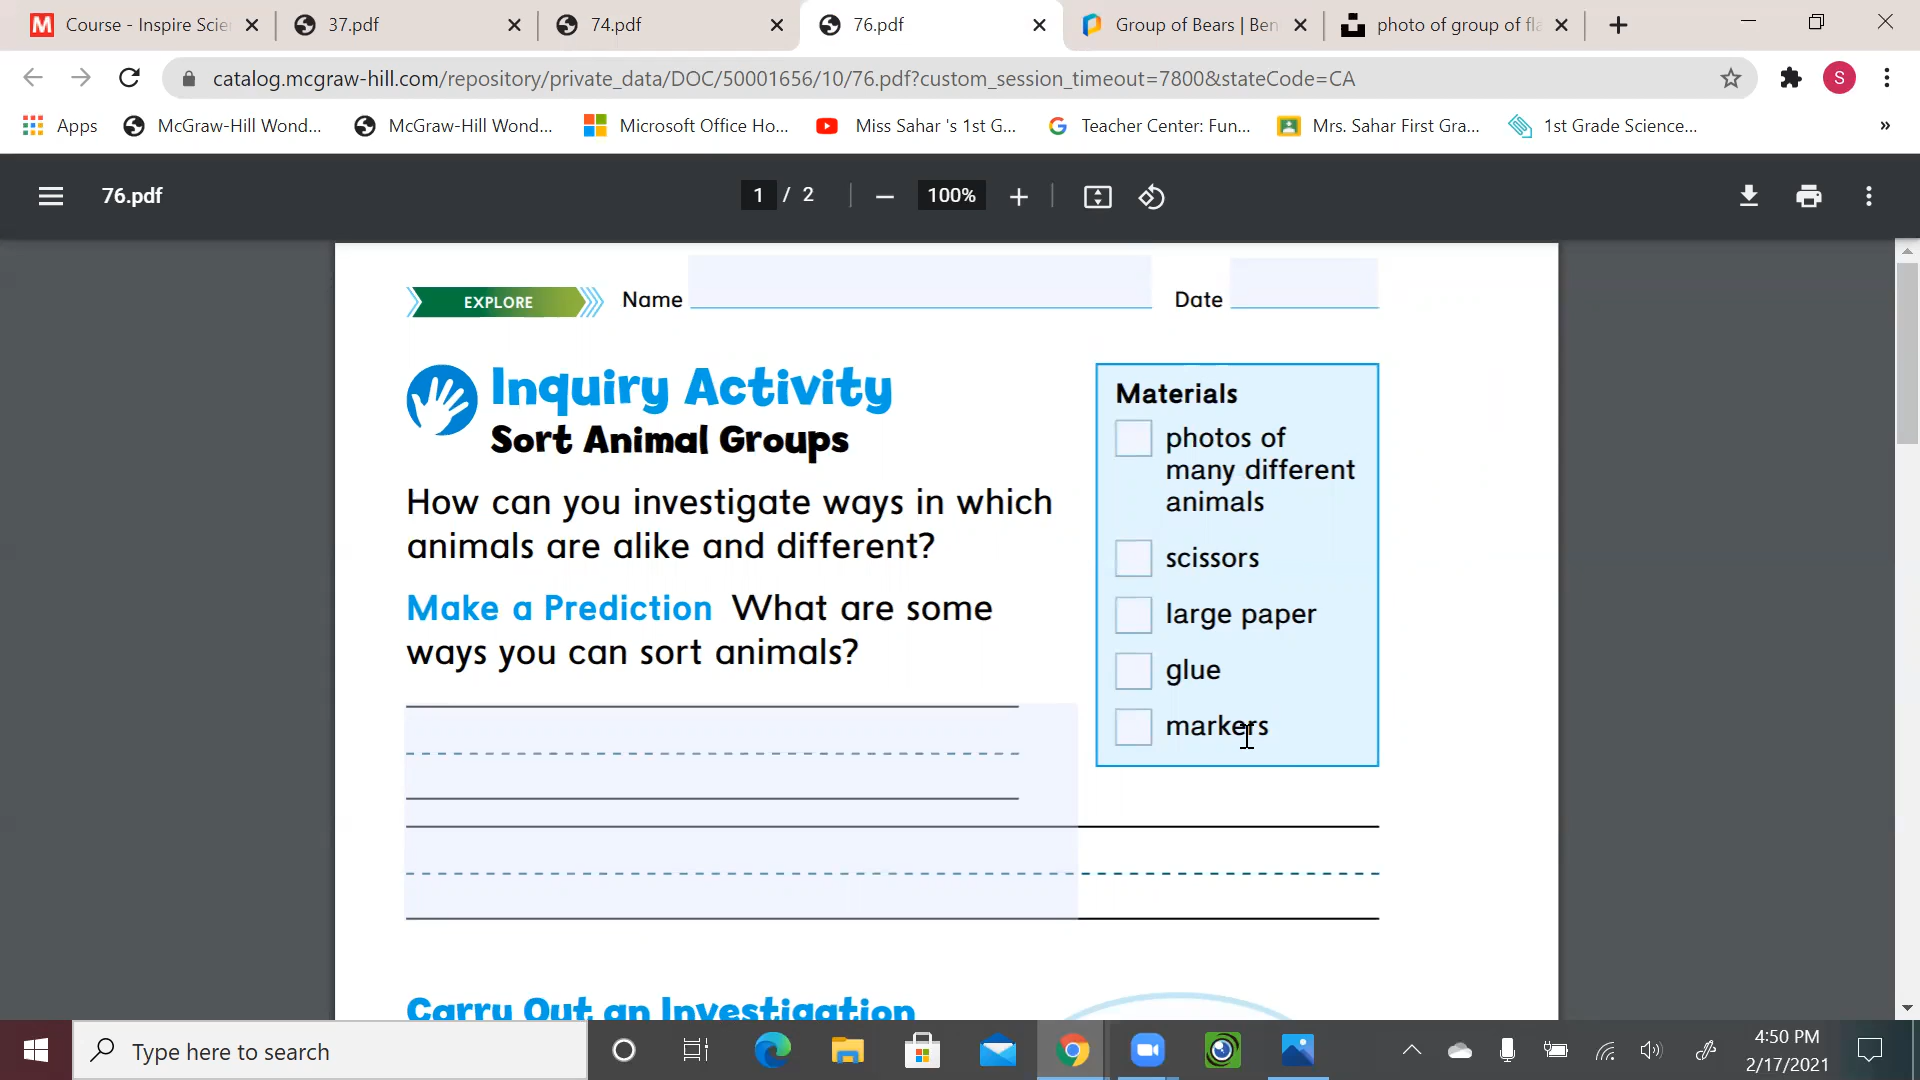 Course - Inspire Scie
37.pdf
74.pdf
76.pdf
Group of Bears | Ben
photo of group of fla
catalog.mcgraw-hill.com/repository/private_data/DOC/50001656/10/76.pdf?custom_session_timeout=7800&stateCode=CA
S
Apps
McGraw-Hill Wond...
McGraw-Hill Wond...
Microsoft Office Ho...
Miss Sahar 's 1st G...
Teacher Center: Fun...
Mrs. Sahar First Gra...
1st Grade Science...
»
76.pdf
1 / 2
100%
EXPLORE
Name
Date
Inquiry Activity
Sort Animal Groups
How can you investigate ways in which
animals are alike and different?
Make a Prediction What are some
ways you can sort animals?
Materials
photos of
many different
animals
scissors
large paper
glue
markers
Carry Out an Investigation
Type here to search
4:50 PM
2/17/2021